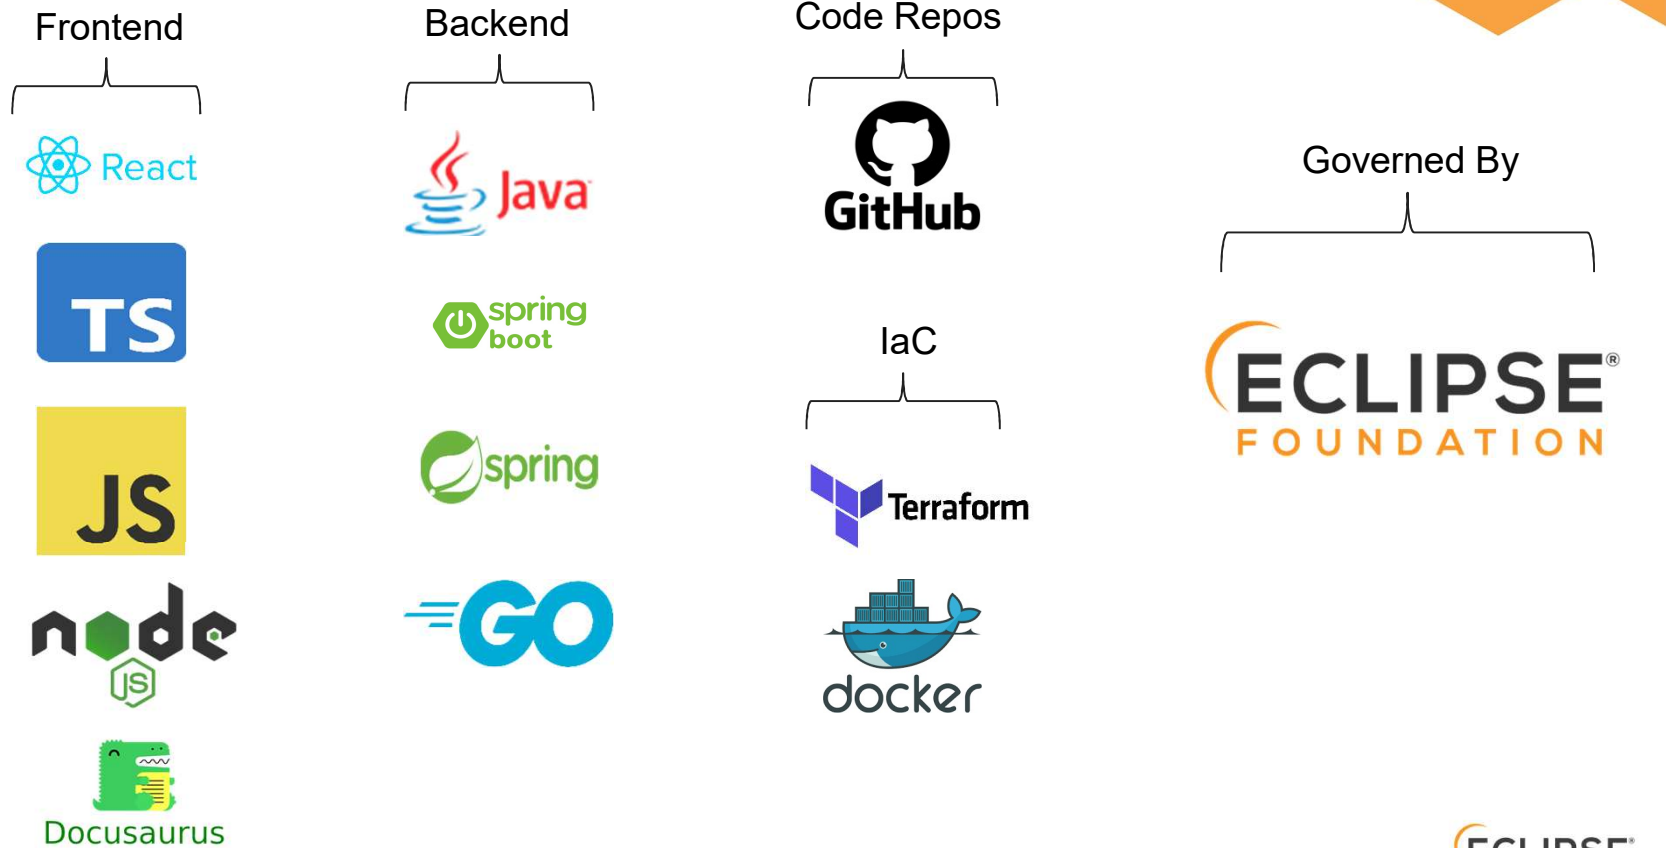 Frontend
React
TS
JS
node
JS
Docusaurus
Backend
Java
spring
boot
spring
GO
Code Repos
GitHub
IaC
Terraform
docker
Governed By
ECLIPSE®
FOUNDATION
ECLIPSE